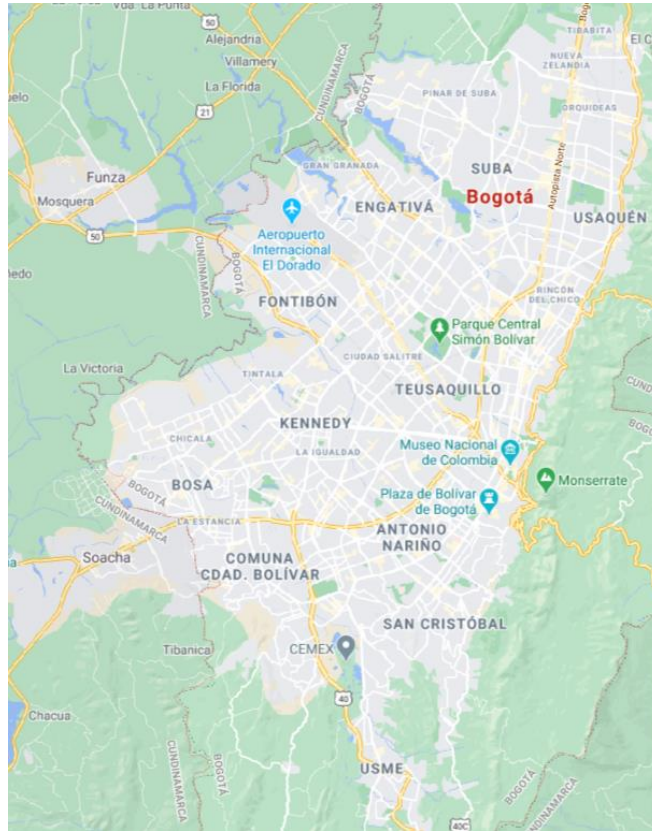 Vda. La Punta
Alejandria
Villamery
La Florida
BOGOTÁ
CUNDINAMARCA
21
Funza
Mosquera
50
50
CUNDINAMARCA
BOGOTÁ
TIBABITA
El C
NUEVA
ZELANDIA
PINAR DE SUBA
ORQUIDEAS
Autopista Norte
SUBA
Bogotá
USAQUÉN
GRAN GRANADA
ENGATIVÁ
Aeropuerto
Internacional
El Dorado
FONTIBÓN
RINCÓN
DEL CHICO
Parque Central
Simón Bolívar
CIUDAD SALITRE
La Victoria
TINTALA
TEUSAQUILLO
KENNEDY
CHICALA
LA IGUALDAD
Museo Nacional
de Colombia
Monserrate
BOSA
Plaza de Bolívar
de Bogotá
BOGOTÁ
CUNDINAMARCA
LA ESTANCIA
ANTONIO
NARIÑO
Soacha
COMUNA
CDAD. BOLÍVAR
SAN CRISTÓBAL
Tibanica
CEMEX
40
Chacua
CUNDINAMARCA
BOGOTÁ
USME
40C
BOGOTÁ
CUNDINAMARCA